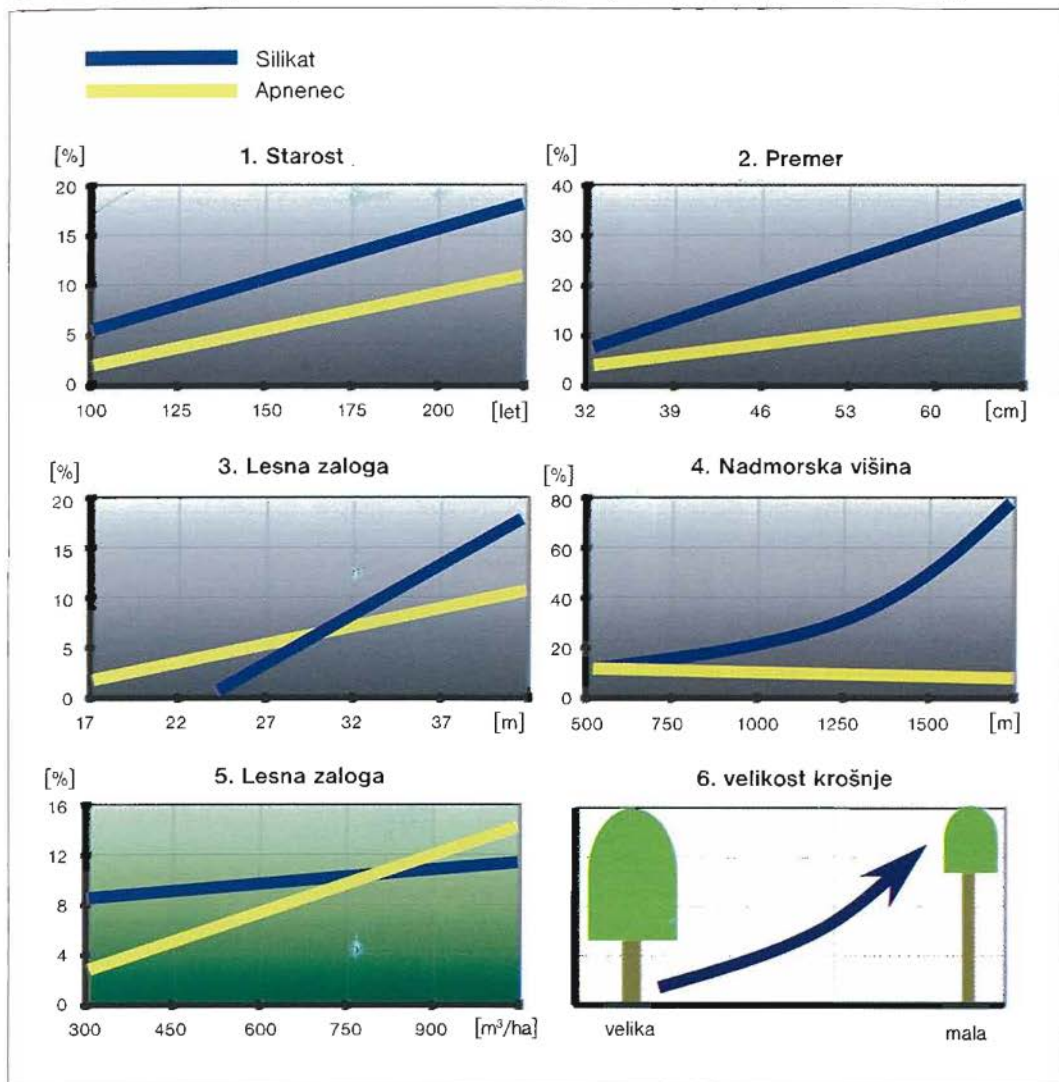 Silikat
Apnenec
1. Starost
[%]
20
15
10
5
0
100 125 150 175 200 [let]
2. Premer
[%]
40
30
20
10
0
32 39 46 53 60 [cm]
3. Lesna zaloga
[%]
20
15
10
5
0
17 22 27 32 37 [m]
4. Nadmorska višina
[%]
80
60
40
20
0
500 750 1000 1250 1500 [m]
5. Lesna zaloga
[%]
16
12
8
4
0
300 450 600 750 900 [m³/ha]
6. velikost krošnje
velika mala